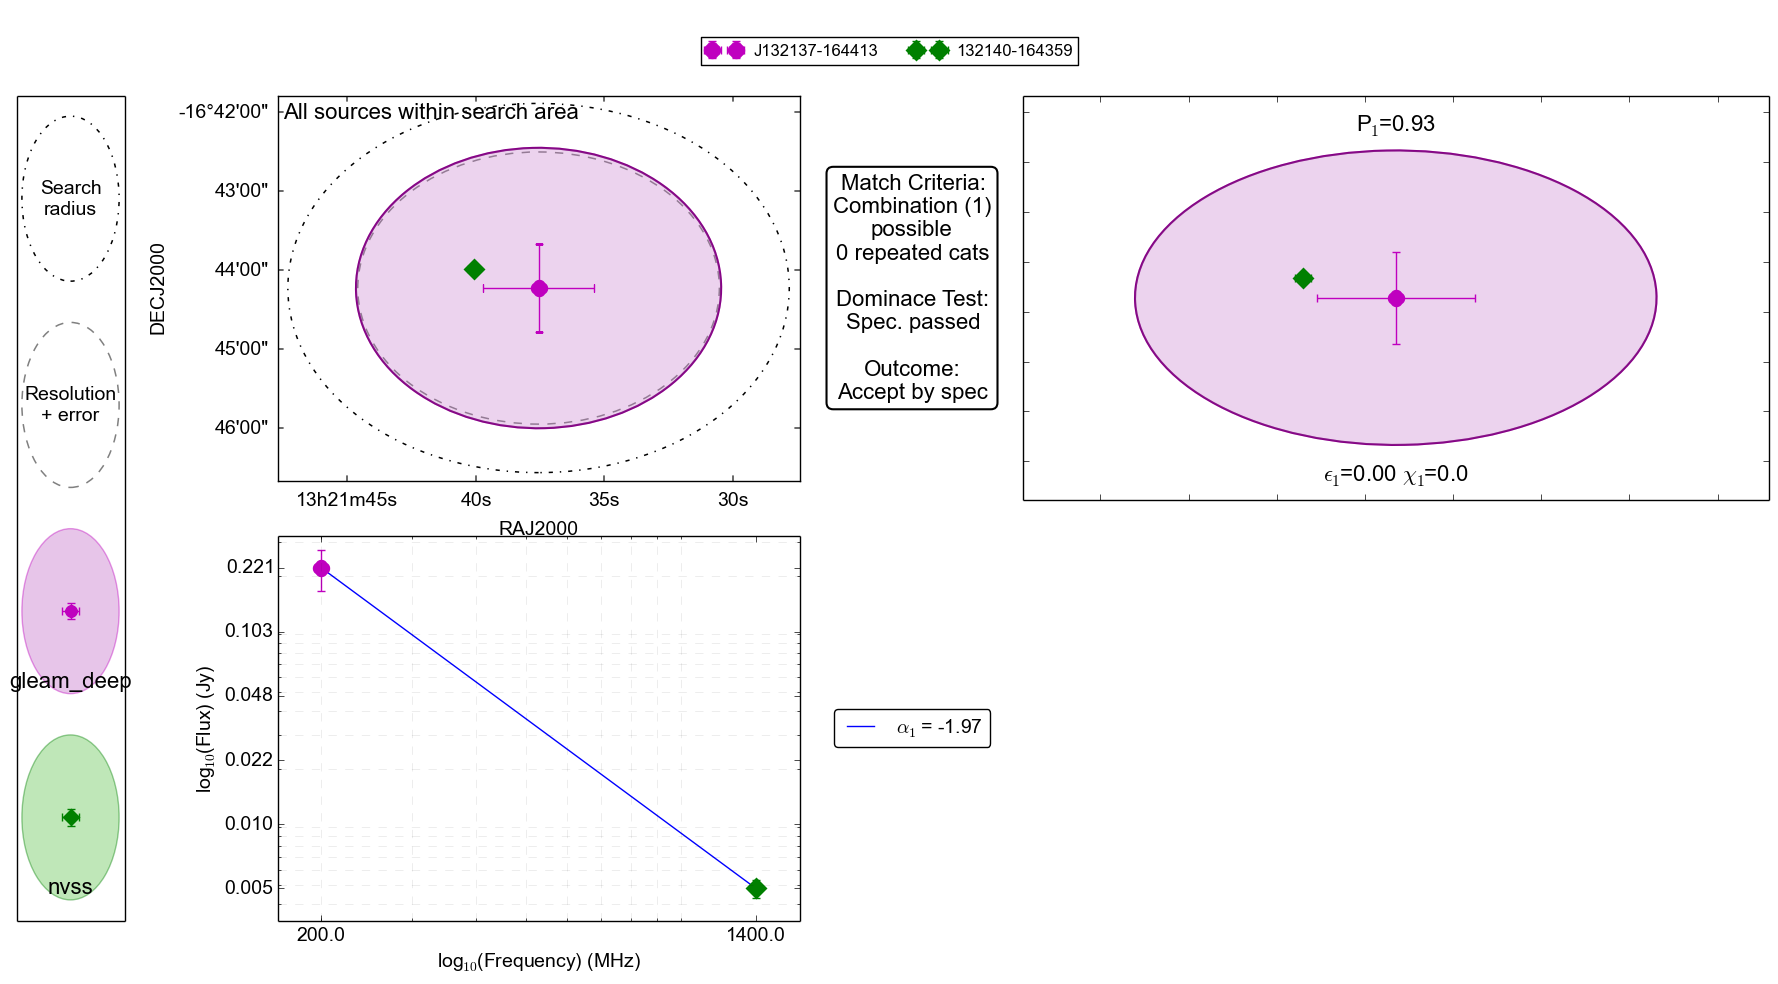 J132137-164413
132140-164359
Search
radius
Resolution
+ error
gleam_deep
nvss
All sources within search area
DECJ2000
-16°42'00"
43'00"
44'00"
45'00"
46'00"
13h21m45s
40s
35s
30s
RAJ2000
Match Criteria:
Combination (1)
possible
0 repeated cats
Dominace Test:
Spec. passed
Outcome:
Accept by spec
P₁=0.93
ϵ₁=0.00 χ₁=0.0
log₁₀(Flux) (Jy)
0.221
0.103
0.048
0.022
0.010
0.005
200.0
1400.0
log₁₀(Frequency) (MHz)
α₁ = -1.97